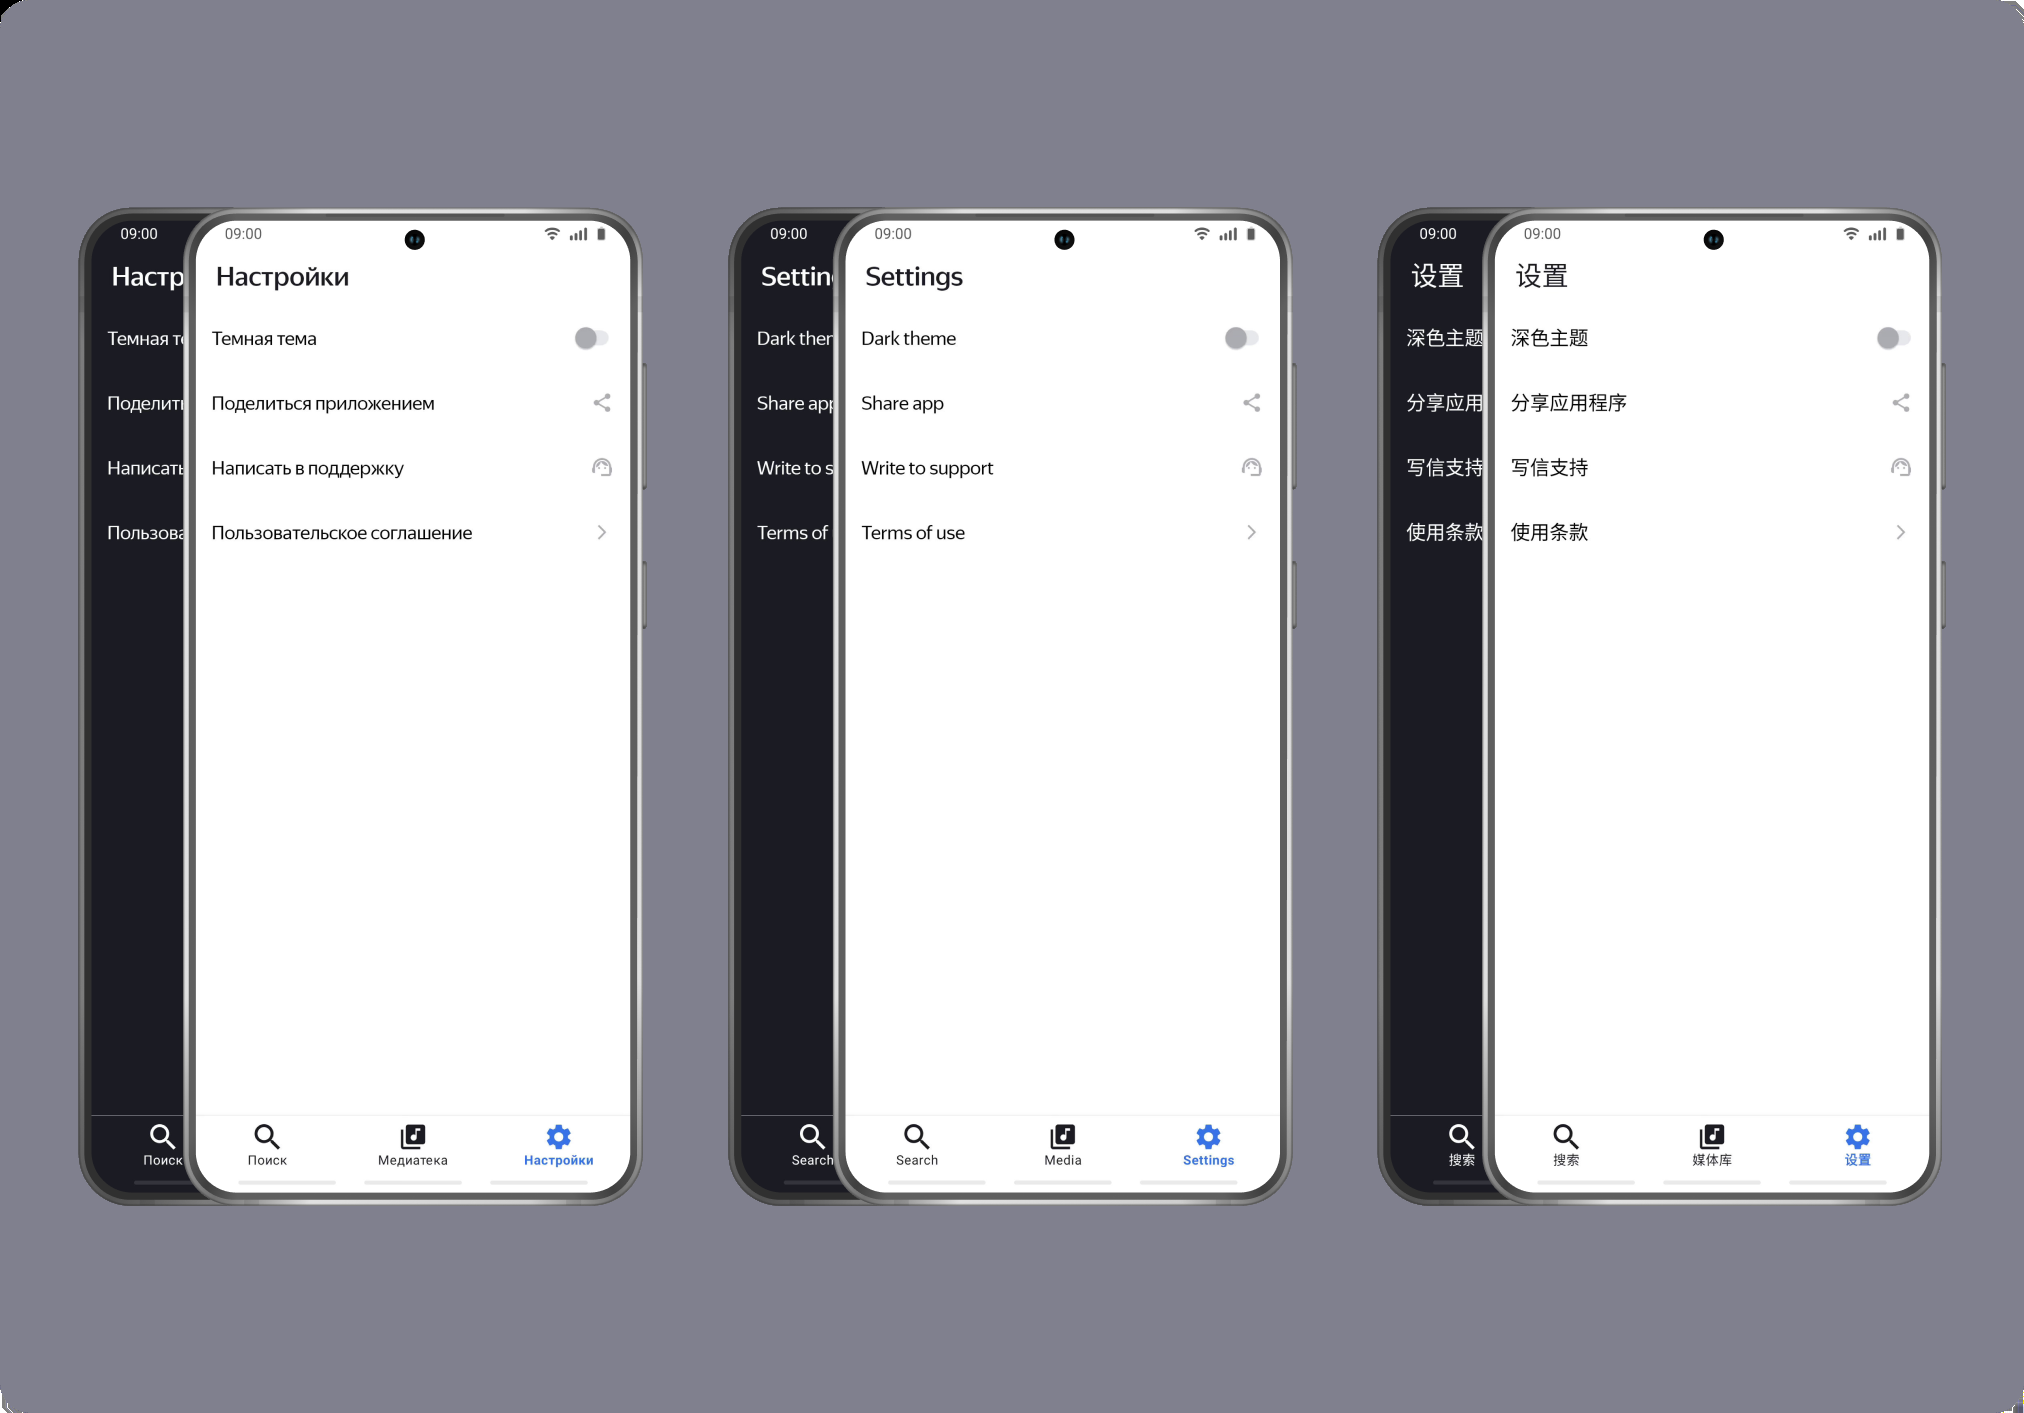 09:00
Настр
Темная т
Поделить
Написать
Пользова
Поиск
09:00
Настройки
Темная тема
Поделиться приложением
Написать в поддержку
Пользовательское соглашение
Поиск Медиатека Настройки
09:00
Settin
Dark the
Share app
Write to s
Terms of
Search
09:00
Settings
Dark theme
Share app
Write to support
Terms of use
Search Media Settings
09:00
设置
深色主题
分享应用
写信支持
使用条款
搜索
09:00
设置
深色主题
分享应用程序
写信支持
使用条款
搜索 媒体库 设置